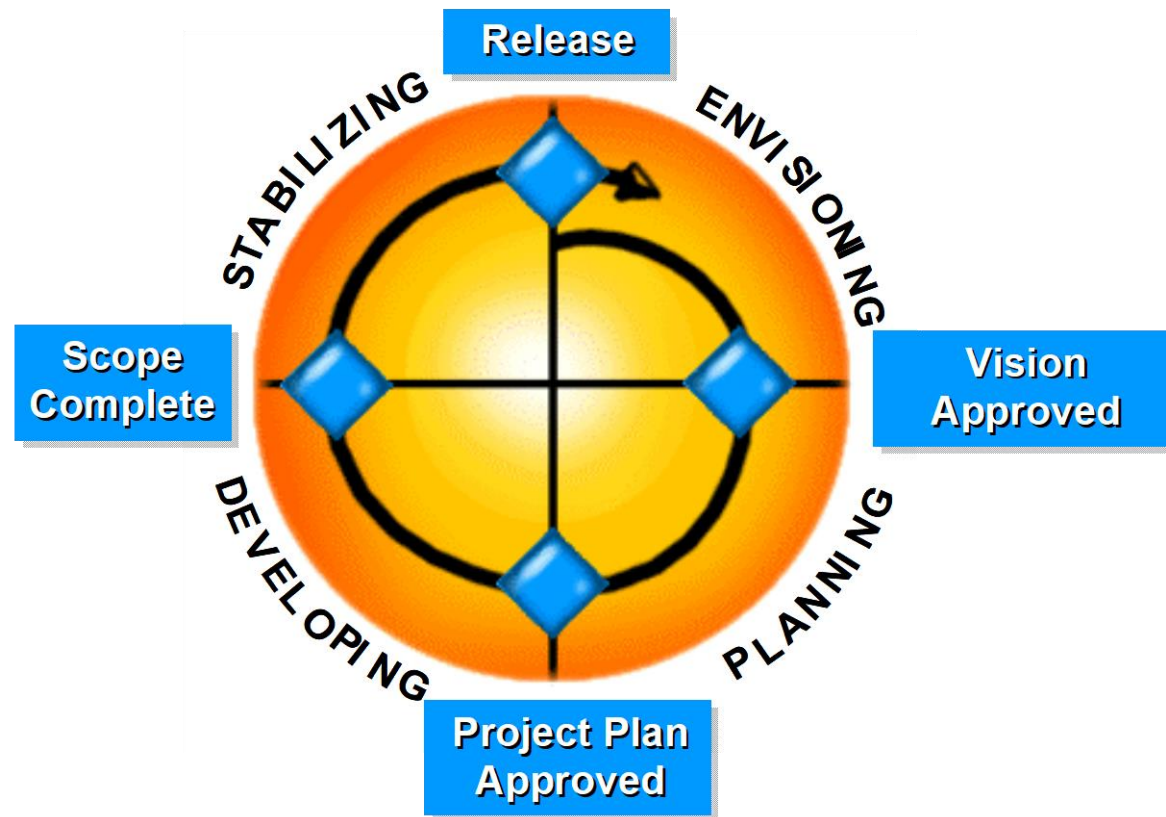 Release
STABILIZING
ENVISIONING
Scope
Complete
Vision
Approved
DEVELOPING
PLANNING
Project Plan
Approved